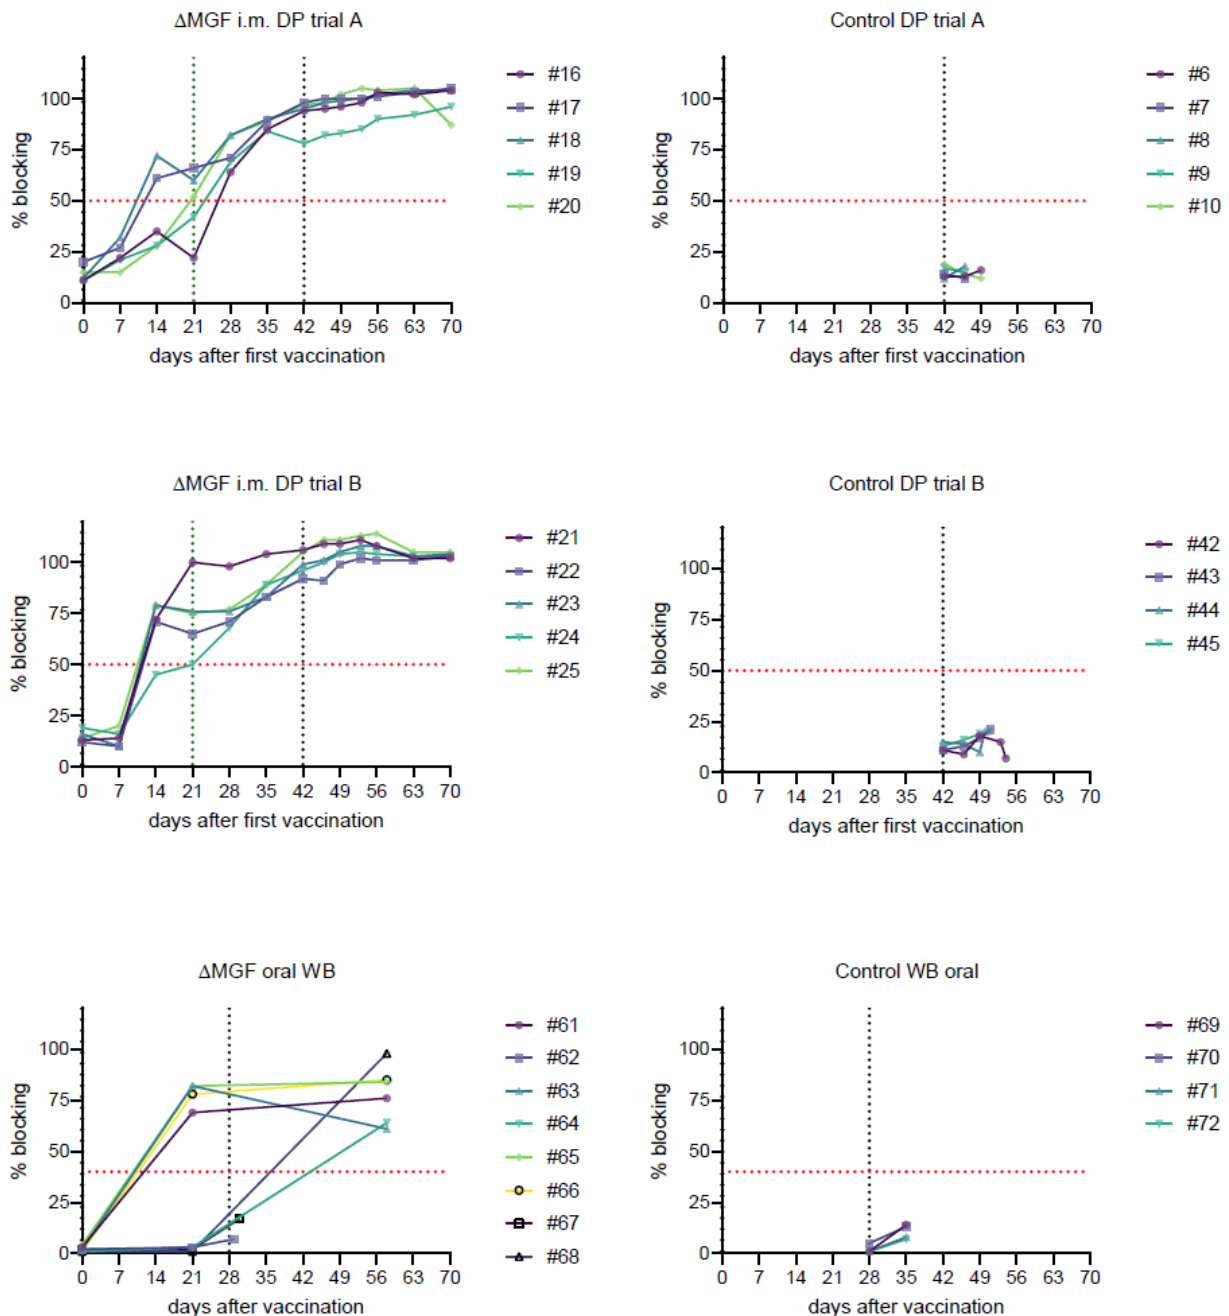 ΔMGF i.m. DP trial A
100
75
50
25
0
% blocking
0 7 14 21 28 35 42 49 56 63 70
days after first vaccination
#16
#17
#18
#19
#20
Control DP trial A
100
75
50
25
0
% blocking
0 7 14 21 28 35 42 49 56 63 70
days after first vaccination
#6
#7
#8
#9
#10
ΔMGF i.m. DP trial B
100
75
50
25
0
% blocking
0 7 14 21 28 35 42 49 56 63 70
days after first vaccination
#21
#22
#23
#24
#25
Control DP trial B
100
75
50
25
0
% blocking
0 7 14 21 28 35 42 49 56 63 70
days after first vaccination
#42
#43
#44
#45
ΔMGF oral WB
100
75
50
25
0
% blocking
0 7 14 21 28 35 42 49 56 63 70
days after vaccination
#61
#62
#63
#64
#65
#66
#67
#68
Control WB oral
100
75
50
25
0
% blocking
0 7 14 21 28 35 42 49 56 63 70
days after vaccination
#69
#70
#71
#72